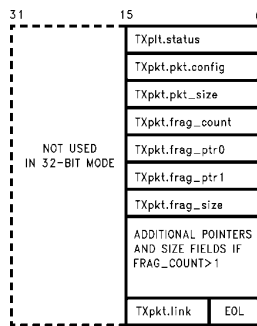 31 15
TXplt.status
TXpkt.pkt.config
TXpkt.pkt_size
TXpkt.frag_count
NOT USED
IN 32-BIT MODE
TXpkt.frag_ptr0
TXpkt.frag_ptr1
TXpkt.frag_size
ADDITIONAL POINTERS
AND SIZE FIELDS IF
FRAG_COUNT>1
TXpkt.link EOL